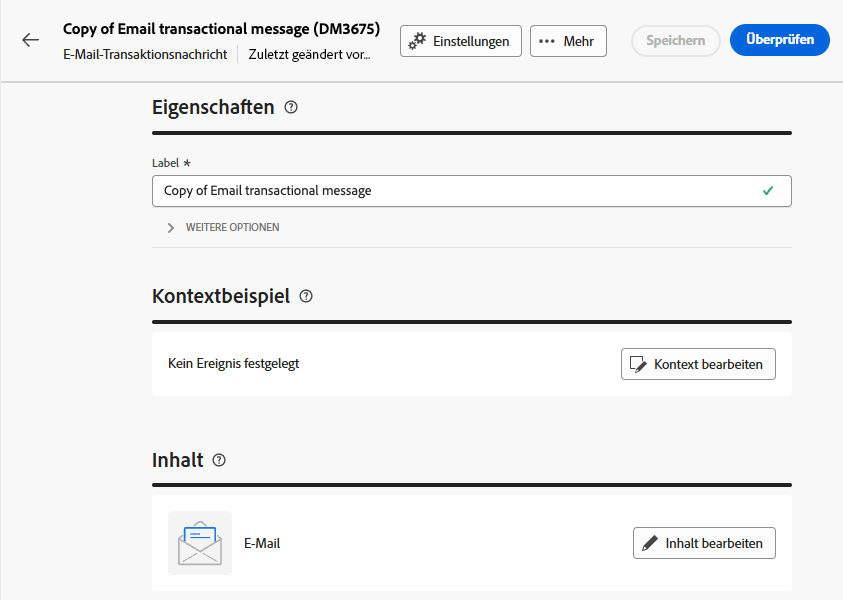 Copy of Email transactional message (DM3675)
E-Mail-Transaktionsnachricht Zuletzt geändert vor...
Einstellungen
Mehr
Speichern
Überprüfen
Eigenschaften
Label *
Copy of Email transactional message
WEITERE OPTIONEN
Kontextbeispiel
Kein Ereignis festgelegt
Kontext bearbeiten
Inhalt
E-Mail
Inhalt bearbeiten